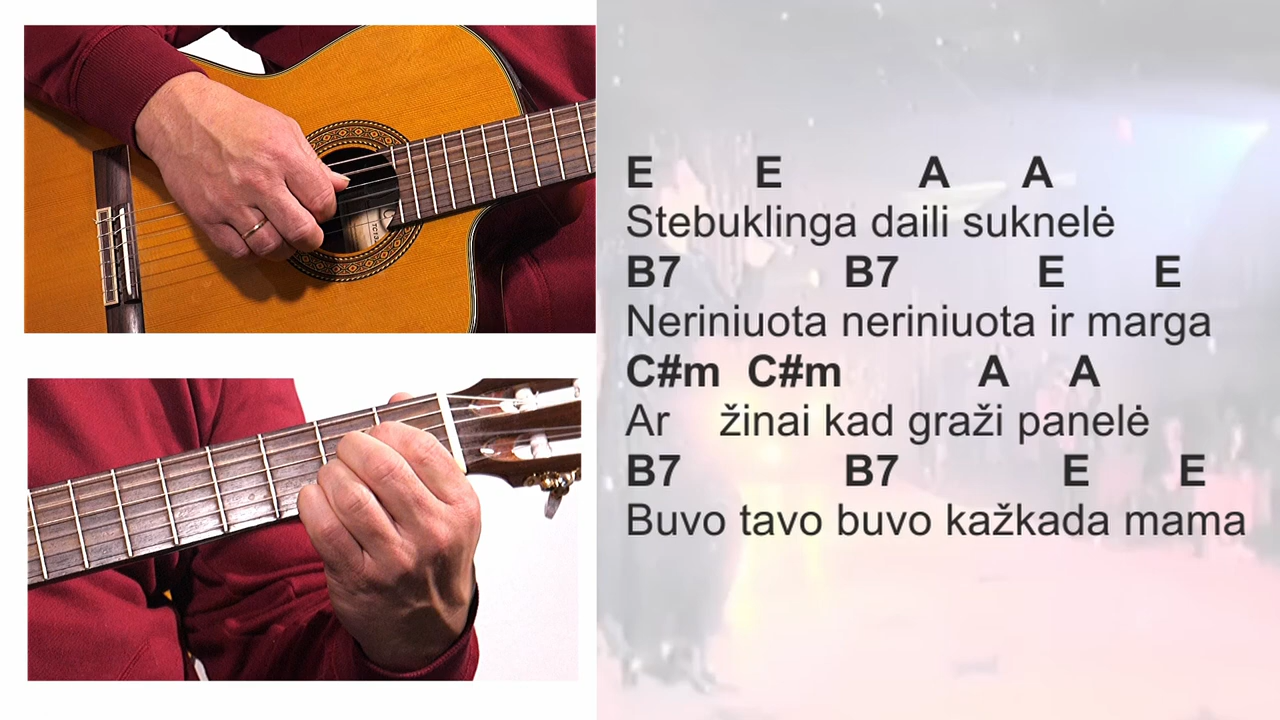 E E A A
Stebuklinga daili suknelė
B7 B7 E E
Neriniuota neriniuota ir marga
C#m C#m A A
Ar žinai kad graži panelė
B7 B7 E E
Buvo tavo buvo kažkada mama